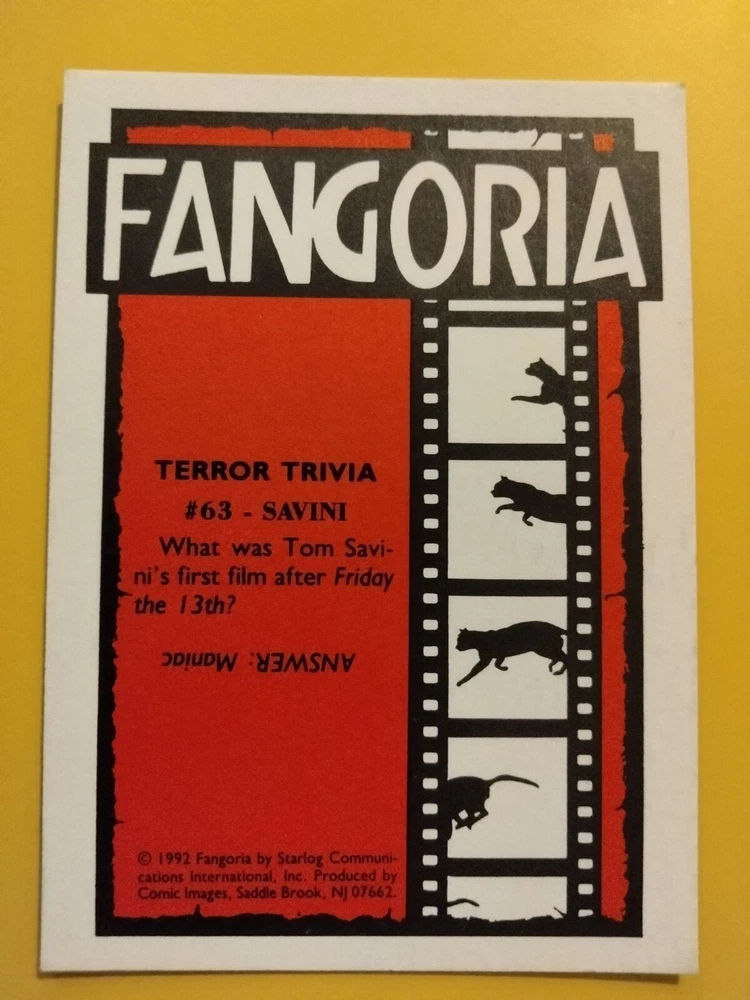 FANGORIA
TERROR TRIVIA
#63 - SAVINI
What was Tom Savi-
ni's first film after Friday
the 13th?
ANSWER: Maniac
© 1992 Fangoria by Starlog Communi-
cations International, Inc. Produced by
Comic Images, Saddle Brook, NJ 07662.